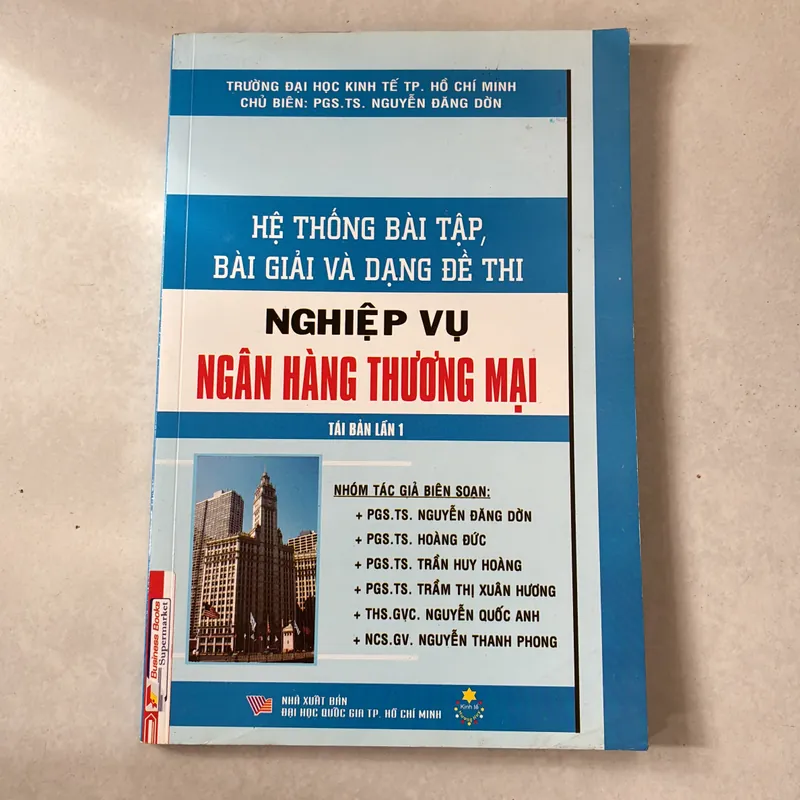 TRƯỜNG ĐẠI HỌC KINH TẾ TP. HỒ CHÍ MINH
CHỦ BIÊN: PGS.TS. NGUYỄN ĐĂNG DỜN
HỆ THỐNG BÀI TẬP,
BÀI GIẢI VÀ DẠNG ĐỀ THI
NGHIỆP VỤ
NGÂN HÀNG THƯƠNG MẠI
TÁI BẢN LẦN 1
NHÓM TÁC GIẢ BIÊN SOẠN:
+ PGS.TS. NGUYỄN ĐĂNG DỜN
+ PGS.TS. HOÀNG ĐỨC
+ PGS.TS. TRẦN HUY HOÀNG
+ PGS.TS. TRẦM THỊ XUÂN HƯƠNG
+ THS.GVC. NGUYỄN QUỐC ANH
+ NCS.GV. NGUYỄN THANH PHONG
Business Books
Supermarket
NHÀ XUẤT BẢN
ĐẠI HỌC QUỐC GIA TP. HỒ CHÍ MINH
Kinh tế